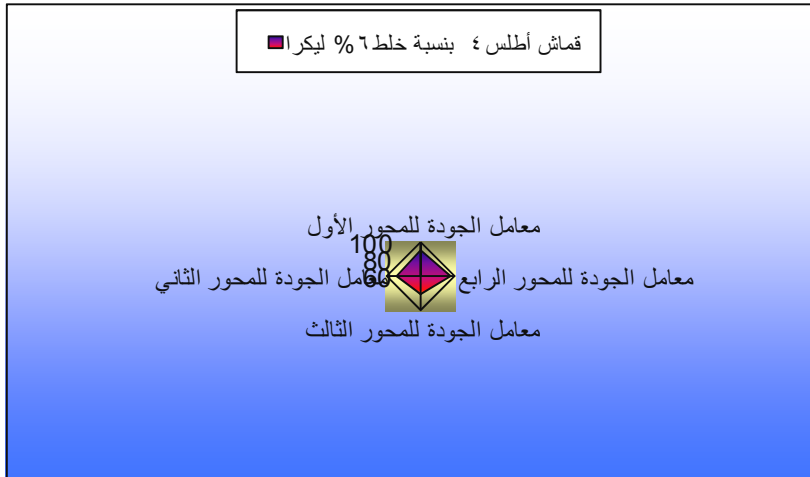 قماش أطلس ٤ بنسبة خلط ٦ % ليكرا
معامل الجودة للمحور الأول
100
80
60
معامل الجودة للمحور الرابع
معامل الجودة للمحور الثاني
معامل الجودة للمحور الثالث